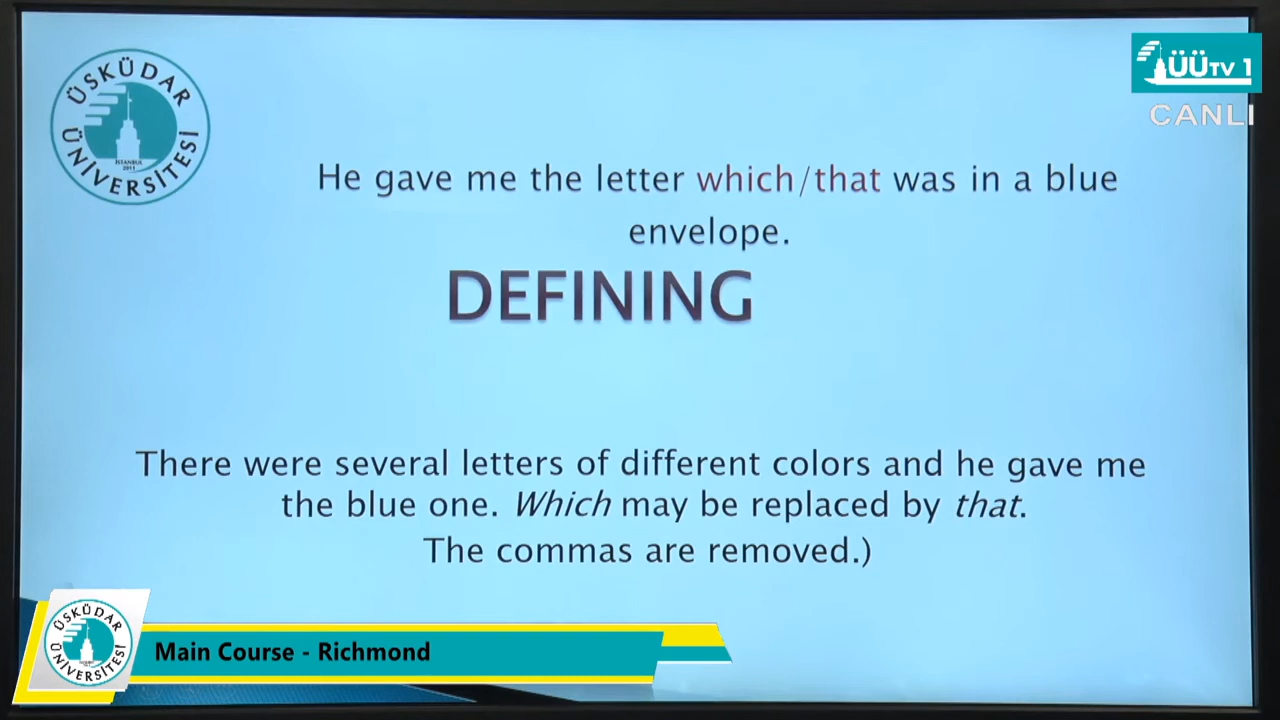 ÜSKÜDAR
ÜNİVERSİTESİ
İSTANBUL
2011
ÜÜTV 1
CANLI
He gave me the letter which/that was in a blue
envelope.
DEFINING
There were several letters of different colors and he gave me
the blue one. Which may be replaced by that.
The commas are removed.)
ÜSKÜDAR
ÜNİVERSİTESİ
Main Course - Richmond